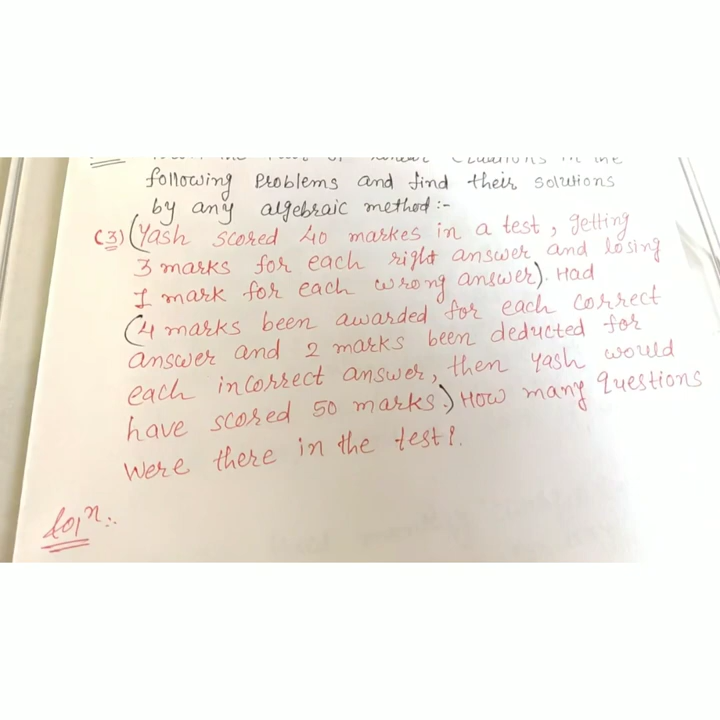 following Problems and find their solutions
by any algebraic method:-
(3) (Yash scored 40 markes in a test, getting
3 marks for each right answer and losing
1 mark for each wrong answer). Had
(4 marks been awarded for each correct
answer and 2 marks been deducted for
each incorrect answer, then Yash would
have scored 50 marks.) How many questions
were there in the test?.
Solⁿ:.